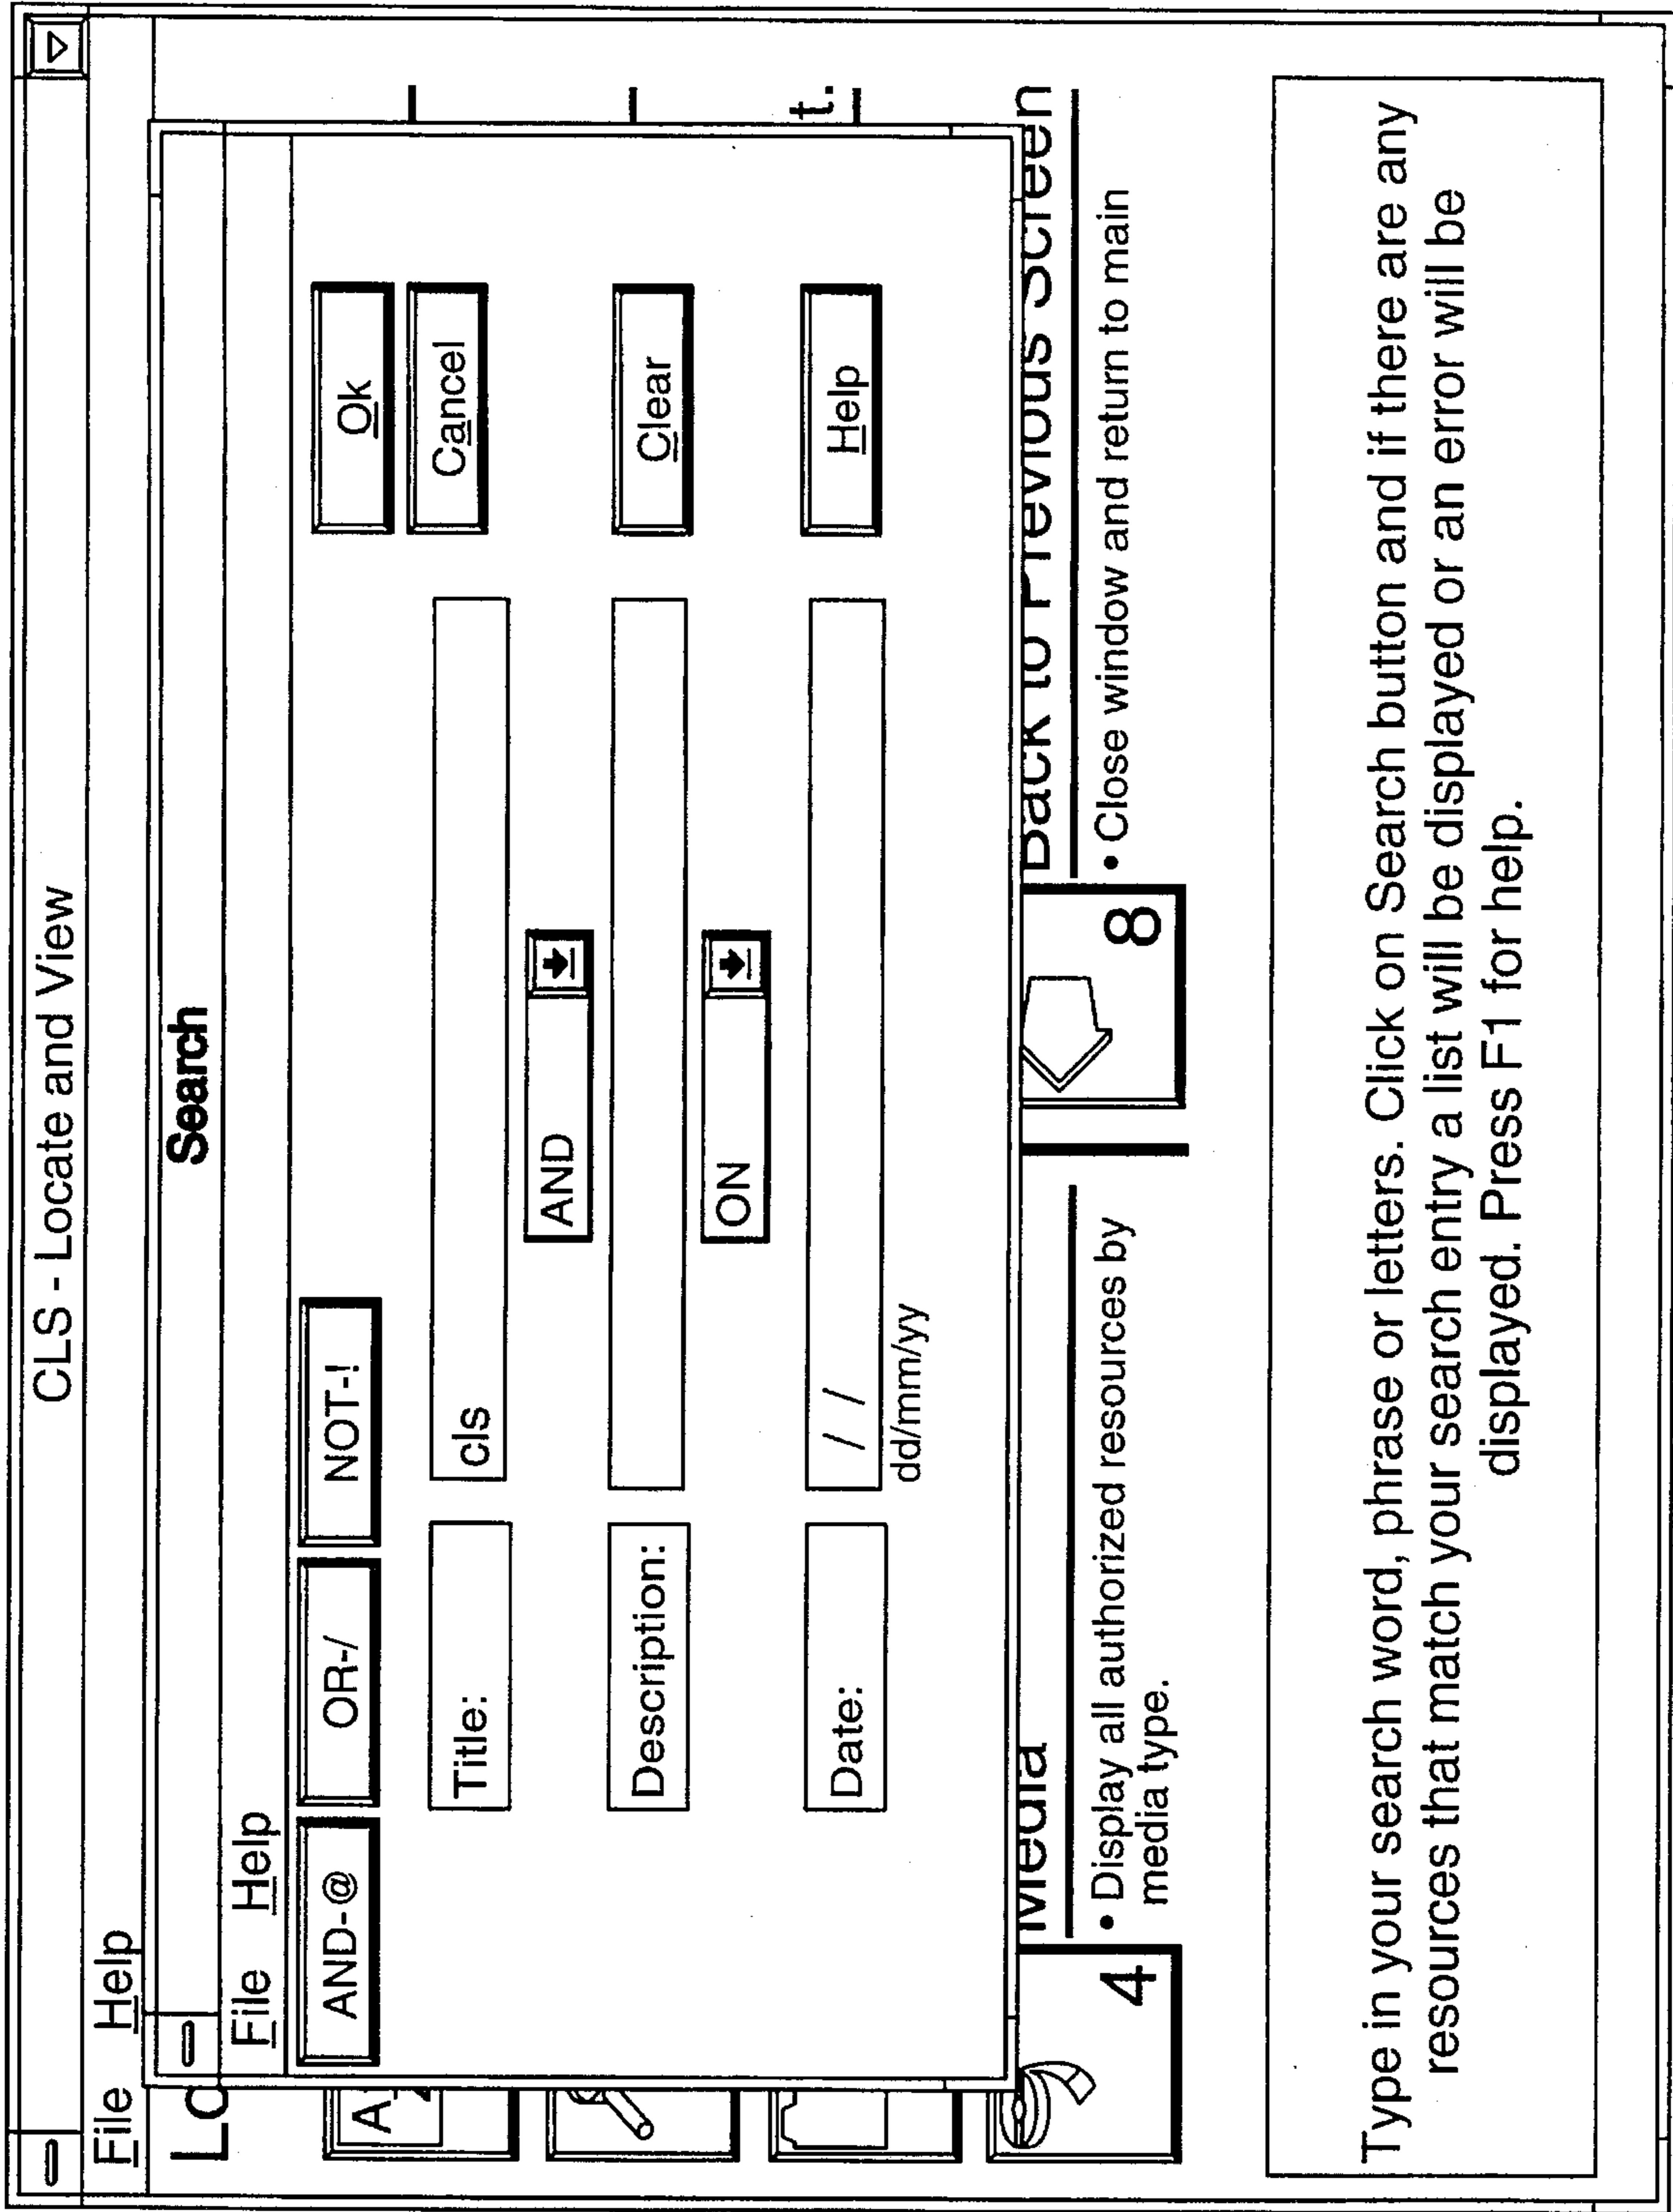 CLS - Locate and View
File Help
Search
File Help
AND-@ OR-/ NOT-!
Ok
Cancel
Title: cls
AND
Clear
Description:
ON
Help
Date: / /
dd/mm/yy
t.
Media
Back to Previous Screen
4
• Display all authorized resources by
media type.
8
• Close window and return to main
Type in your search word, phrase or letters. Click on Search button and if there are any
resources that match your search entry a list will be displayed or an error will be
displayed. Press F1 for help.